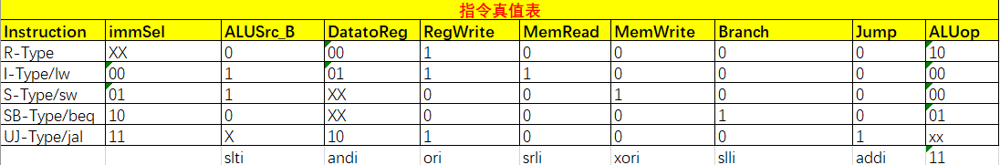 指令真值表
Instruction immSel ALUSrc_B DatatoReg RegWrite MemRead MemWrite Branch Jump ALUop
R-Type XX 0 00 1 0 0 0 0 10
I-Type/lw 00 1 01 1 1 0 0 0 00
S-Type/sw 01 1 XX 0 0 1 0 0 00
SB-Type/beq 10 0 XX 0 0 0 1 0 01
UJ-Type/jal 11 X 10 1 0 0 0 1 xx
slti andi ori srli xori slli addi 11